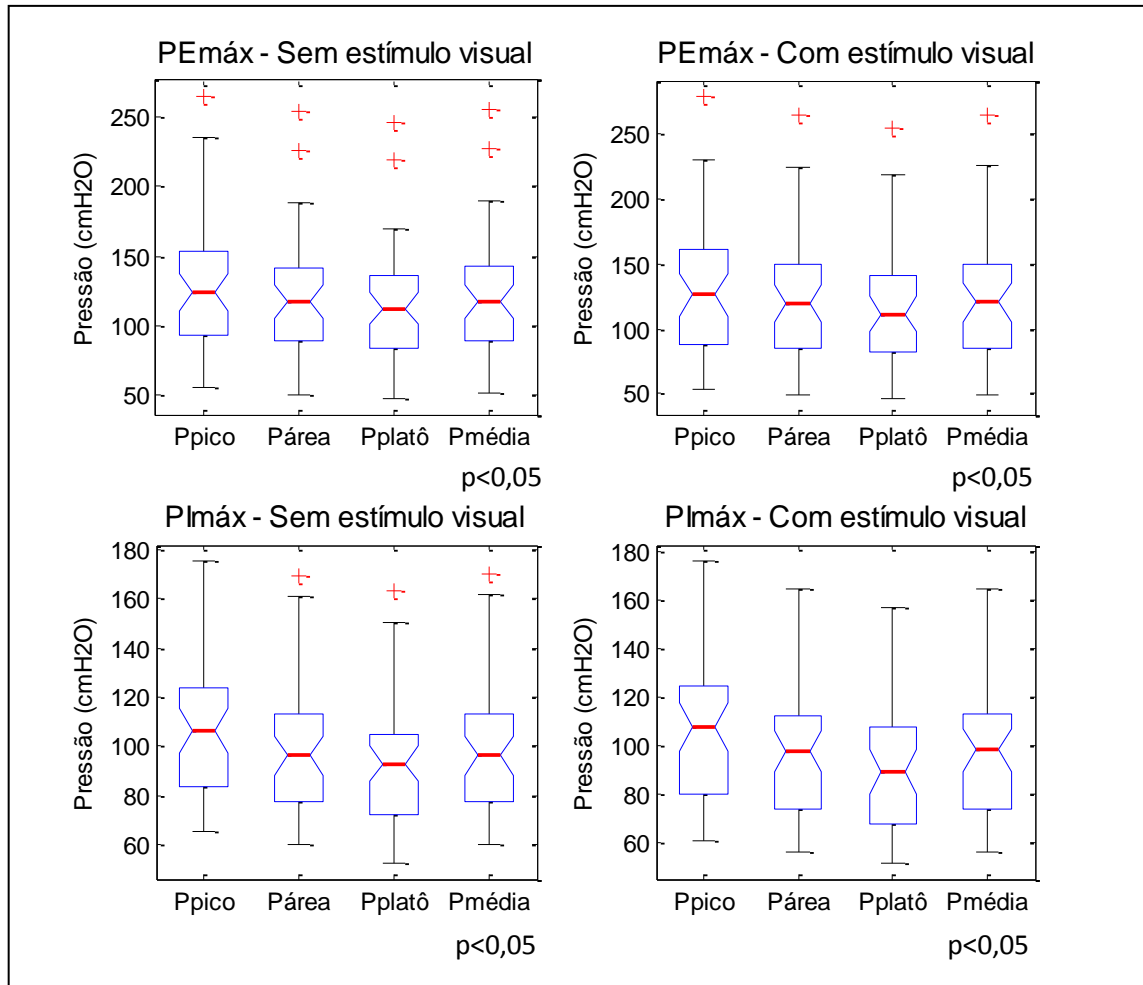 PEmáx - Sem estímulo visual
Pressão (cmH2O)
250
200
150
100
50
Ppico Párea Pplatô Pmédia
p<0,05
PEmáx - Com estímulo visual
Pressão (cmH2O)
250
200
150
100
50
Ppico Párea Pplatô Pmédia
p<0,05
PImáx - Sem estímulo visual
Pressão (cmH2O)
180
160
140
120
100
80
60
Ppico Párea Pplatô Pmédia
p<0,05
PImáx - Com estímulo visual
Pressão (cmH2O)
180
160
140
120
100
80
60
Ppico Párea Pplatô Pmédia
p<0,05